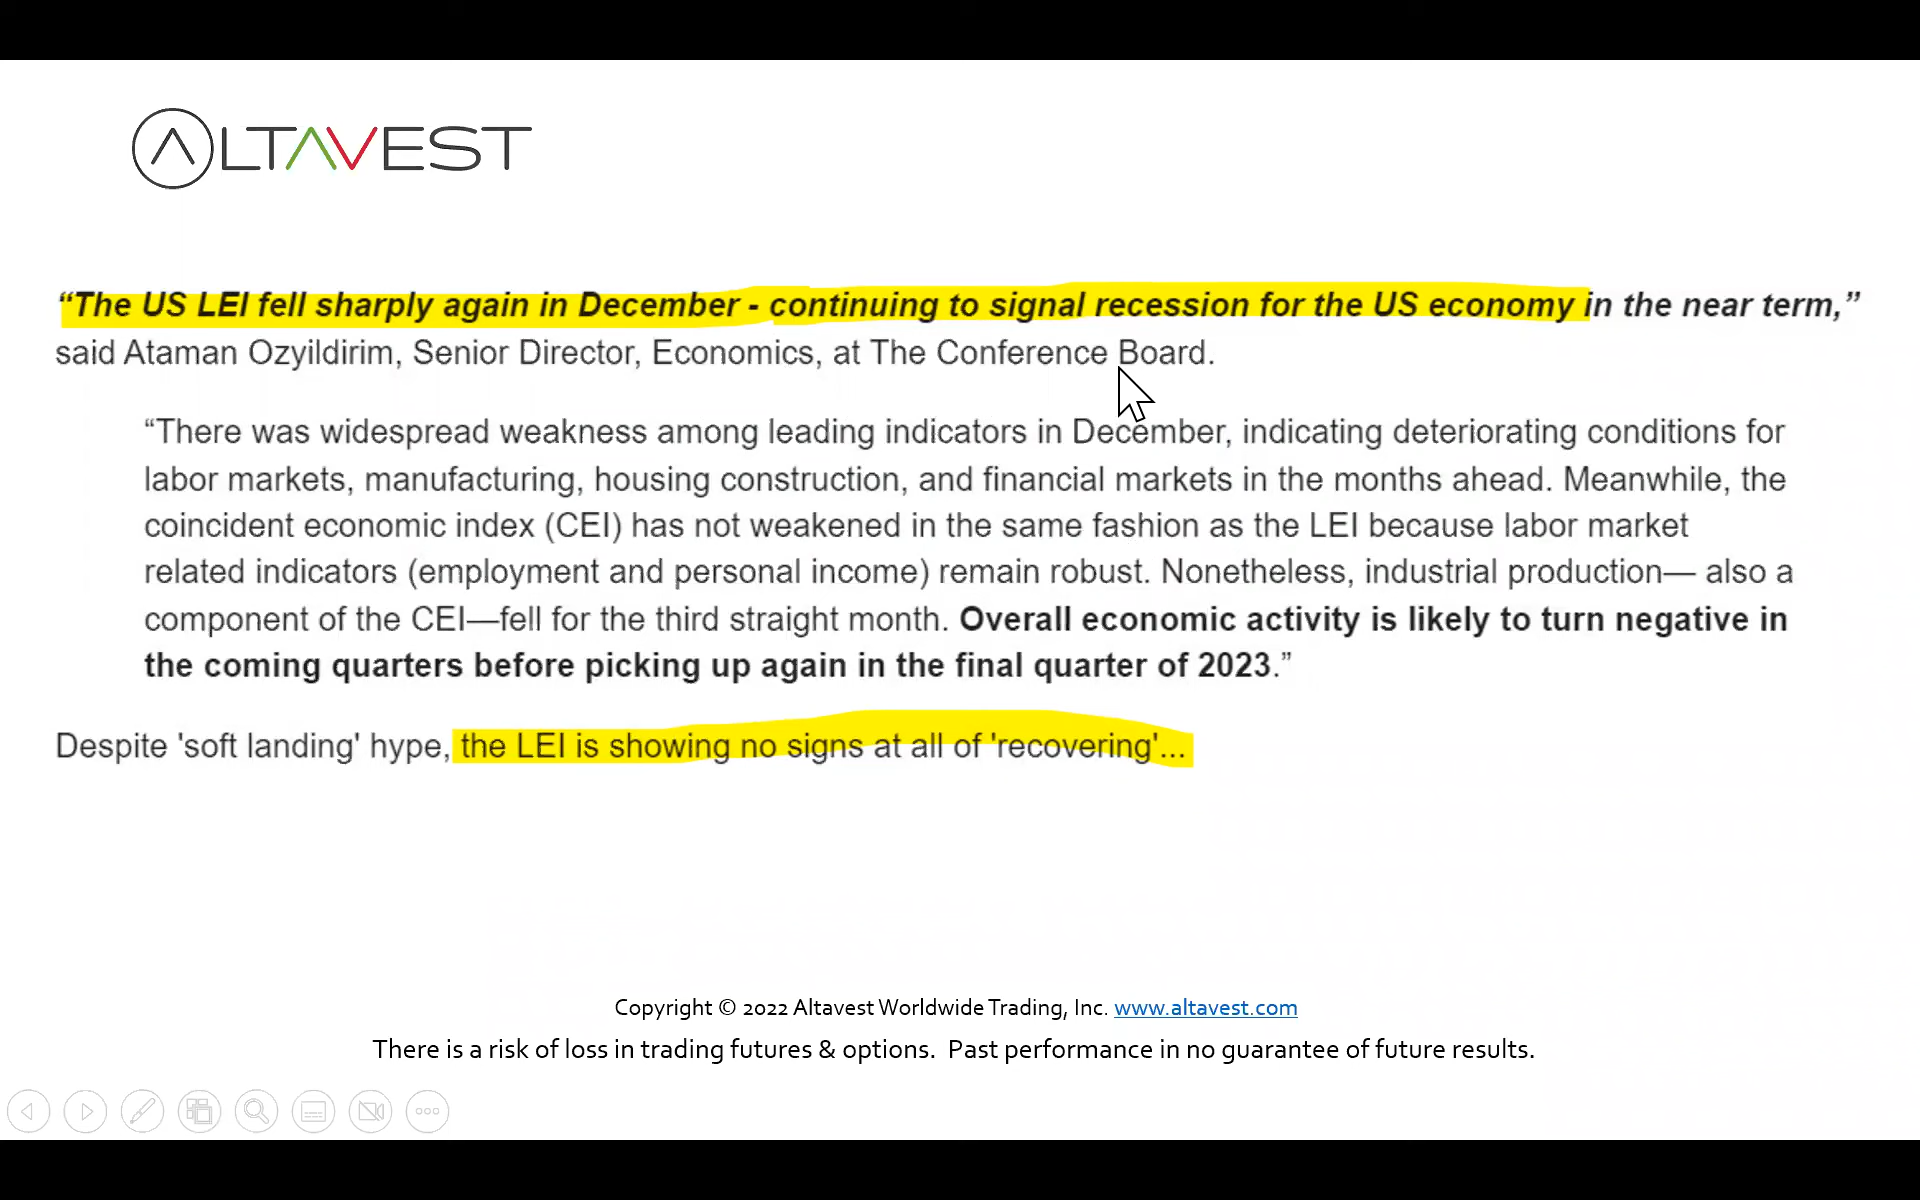 ALTAVEST
“The US LEI fell sharply again in December - continuing to signal recession for the US economy in the near term,”
said Ataman Ozyildirim, Senior Director, Economics, at The Conference Board.
“There was widespread weakness among leading indicators in December, indicating deteriorating conditions for
labor markets, manufacturing, housing construction, and financial markets in the months ahead. Meanwhile, the
coincident economic index (CEI) has not weakened in the same fashion as the LEI because labor market
related indicators (employment and personal income) remain robust. Nonetheless, industrial production— also a
component of the CEI—fell for the third straight month. Overall economic activity is likely to turn negative in
the coming quarters before picking up again in the final quarter of 2023.”
Despite 'soft landing' hype, the LEI is showing no signs at all of 'recovering'...
Copyright © 2022 Altavest Worldwide Trading, Inc. www.altavest.com
There is a risk of loss in trading futures & options.  Past performance in no guarantee of future results.